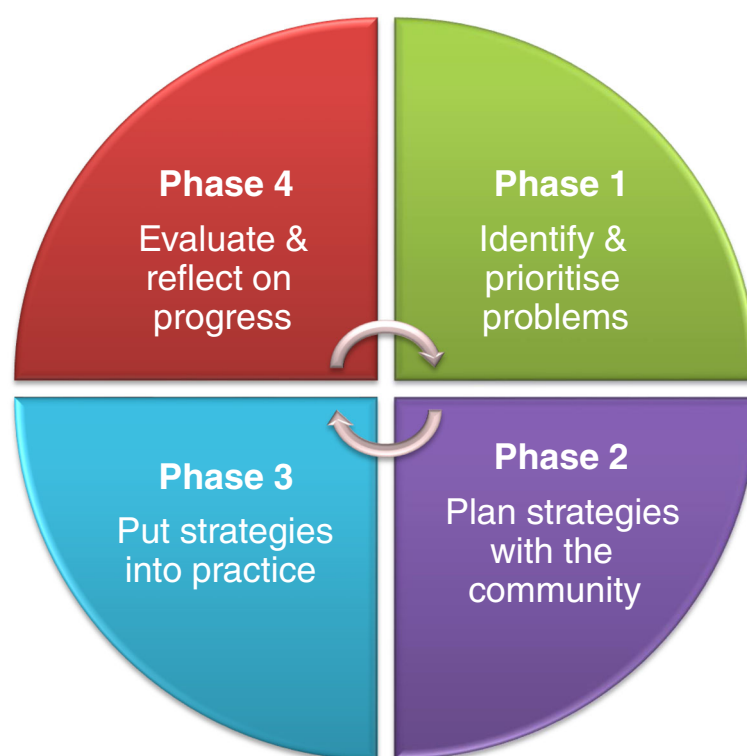 Phase 4
Evaluate &
reflect on
progress
Phase 1
Identify &
prioritise
problems
Phase 3
Put strategies
into practice
Phase 2
Plan strategies
with the
community